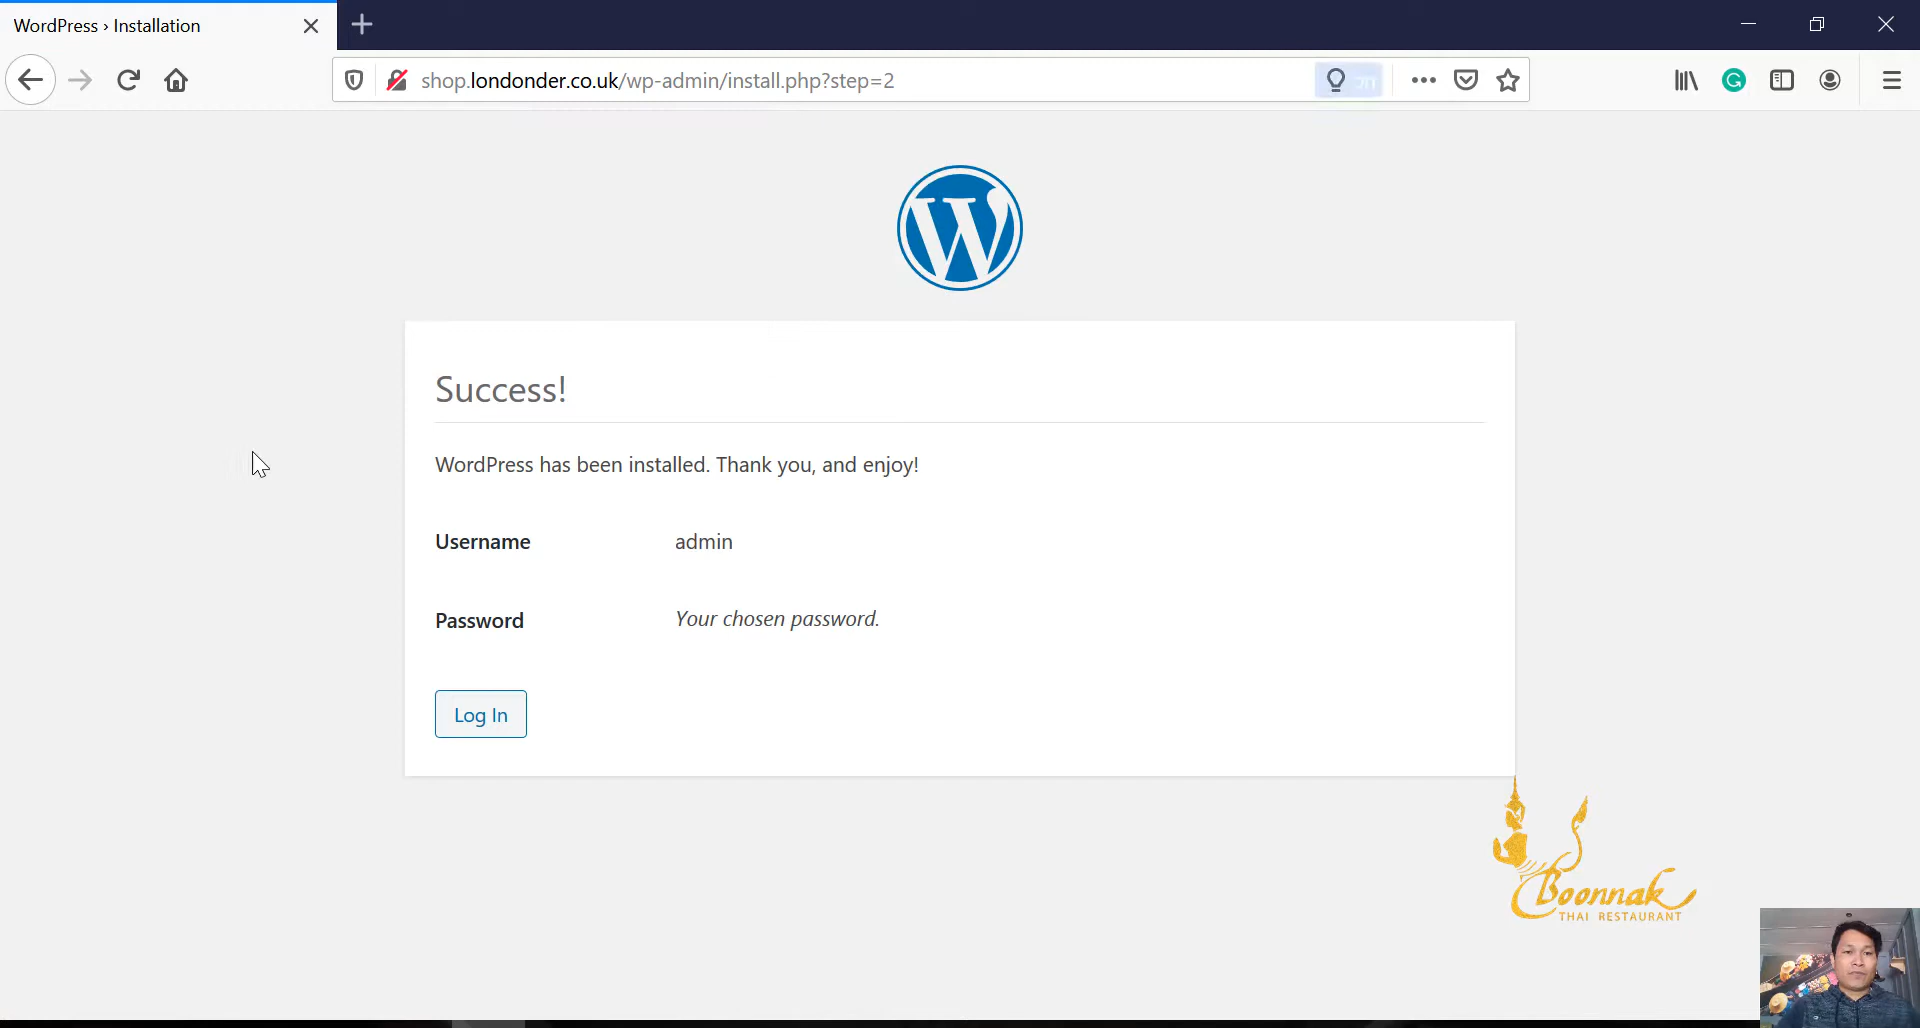 WordPress › Installation
shop.londonder.co.uk/wp-admin/install.php?step=2
Success!
WordPress has been installed. Thank you, and enjoy!
Username admin
Password Your chosen password.
Log In
Boonnak
THAI RESTAURANT